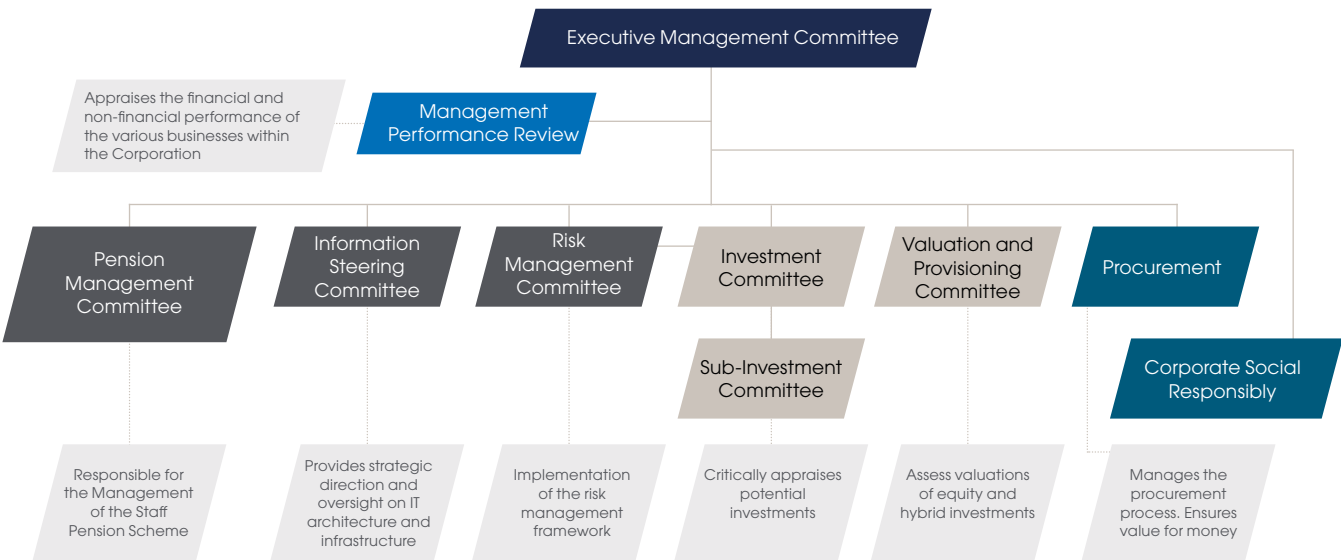 Executive Management Committee
Appraises the financial and
non-financial performance of
the various businesses within
the Corporation
Management
Performance Review
Pension
Management
Committee
Information
Steering
Committee
Risk
Management
Committee
Investment
Committee
Valuation and
Provisioning
Committee
Procurement
Sub-Investment
Committee
Corporate Social
Responsibly
Responsible for
the Management
of the Staff
Pension Scheme
Provides strategic
direction and
oversight on IT
architecture and
infrastructure
Implementation
of the risk
management
framework
Critically appraises
potential
investments
Assess valuations
of equity and
hybrid investments
Manages the
procurement
process. Ensures
value for money